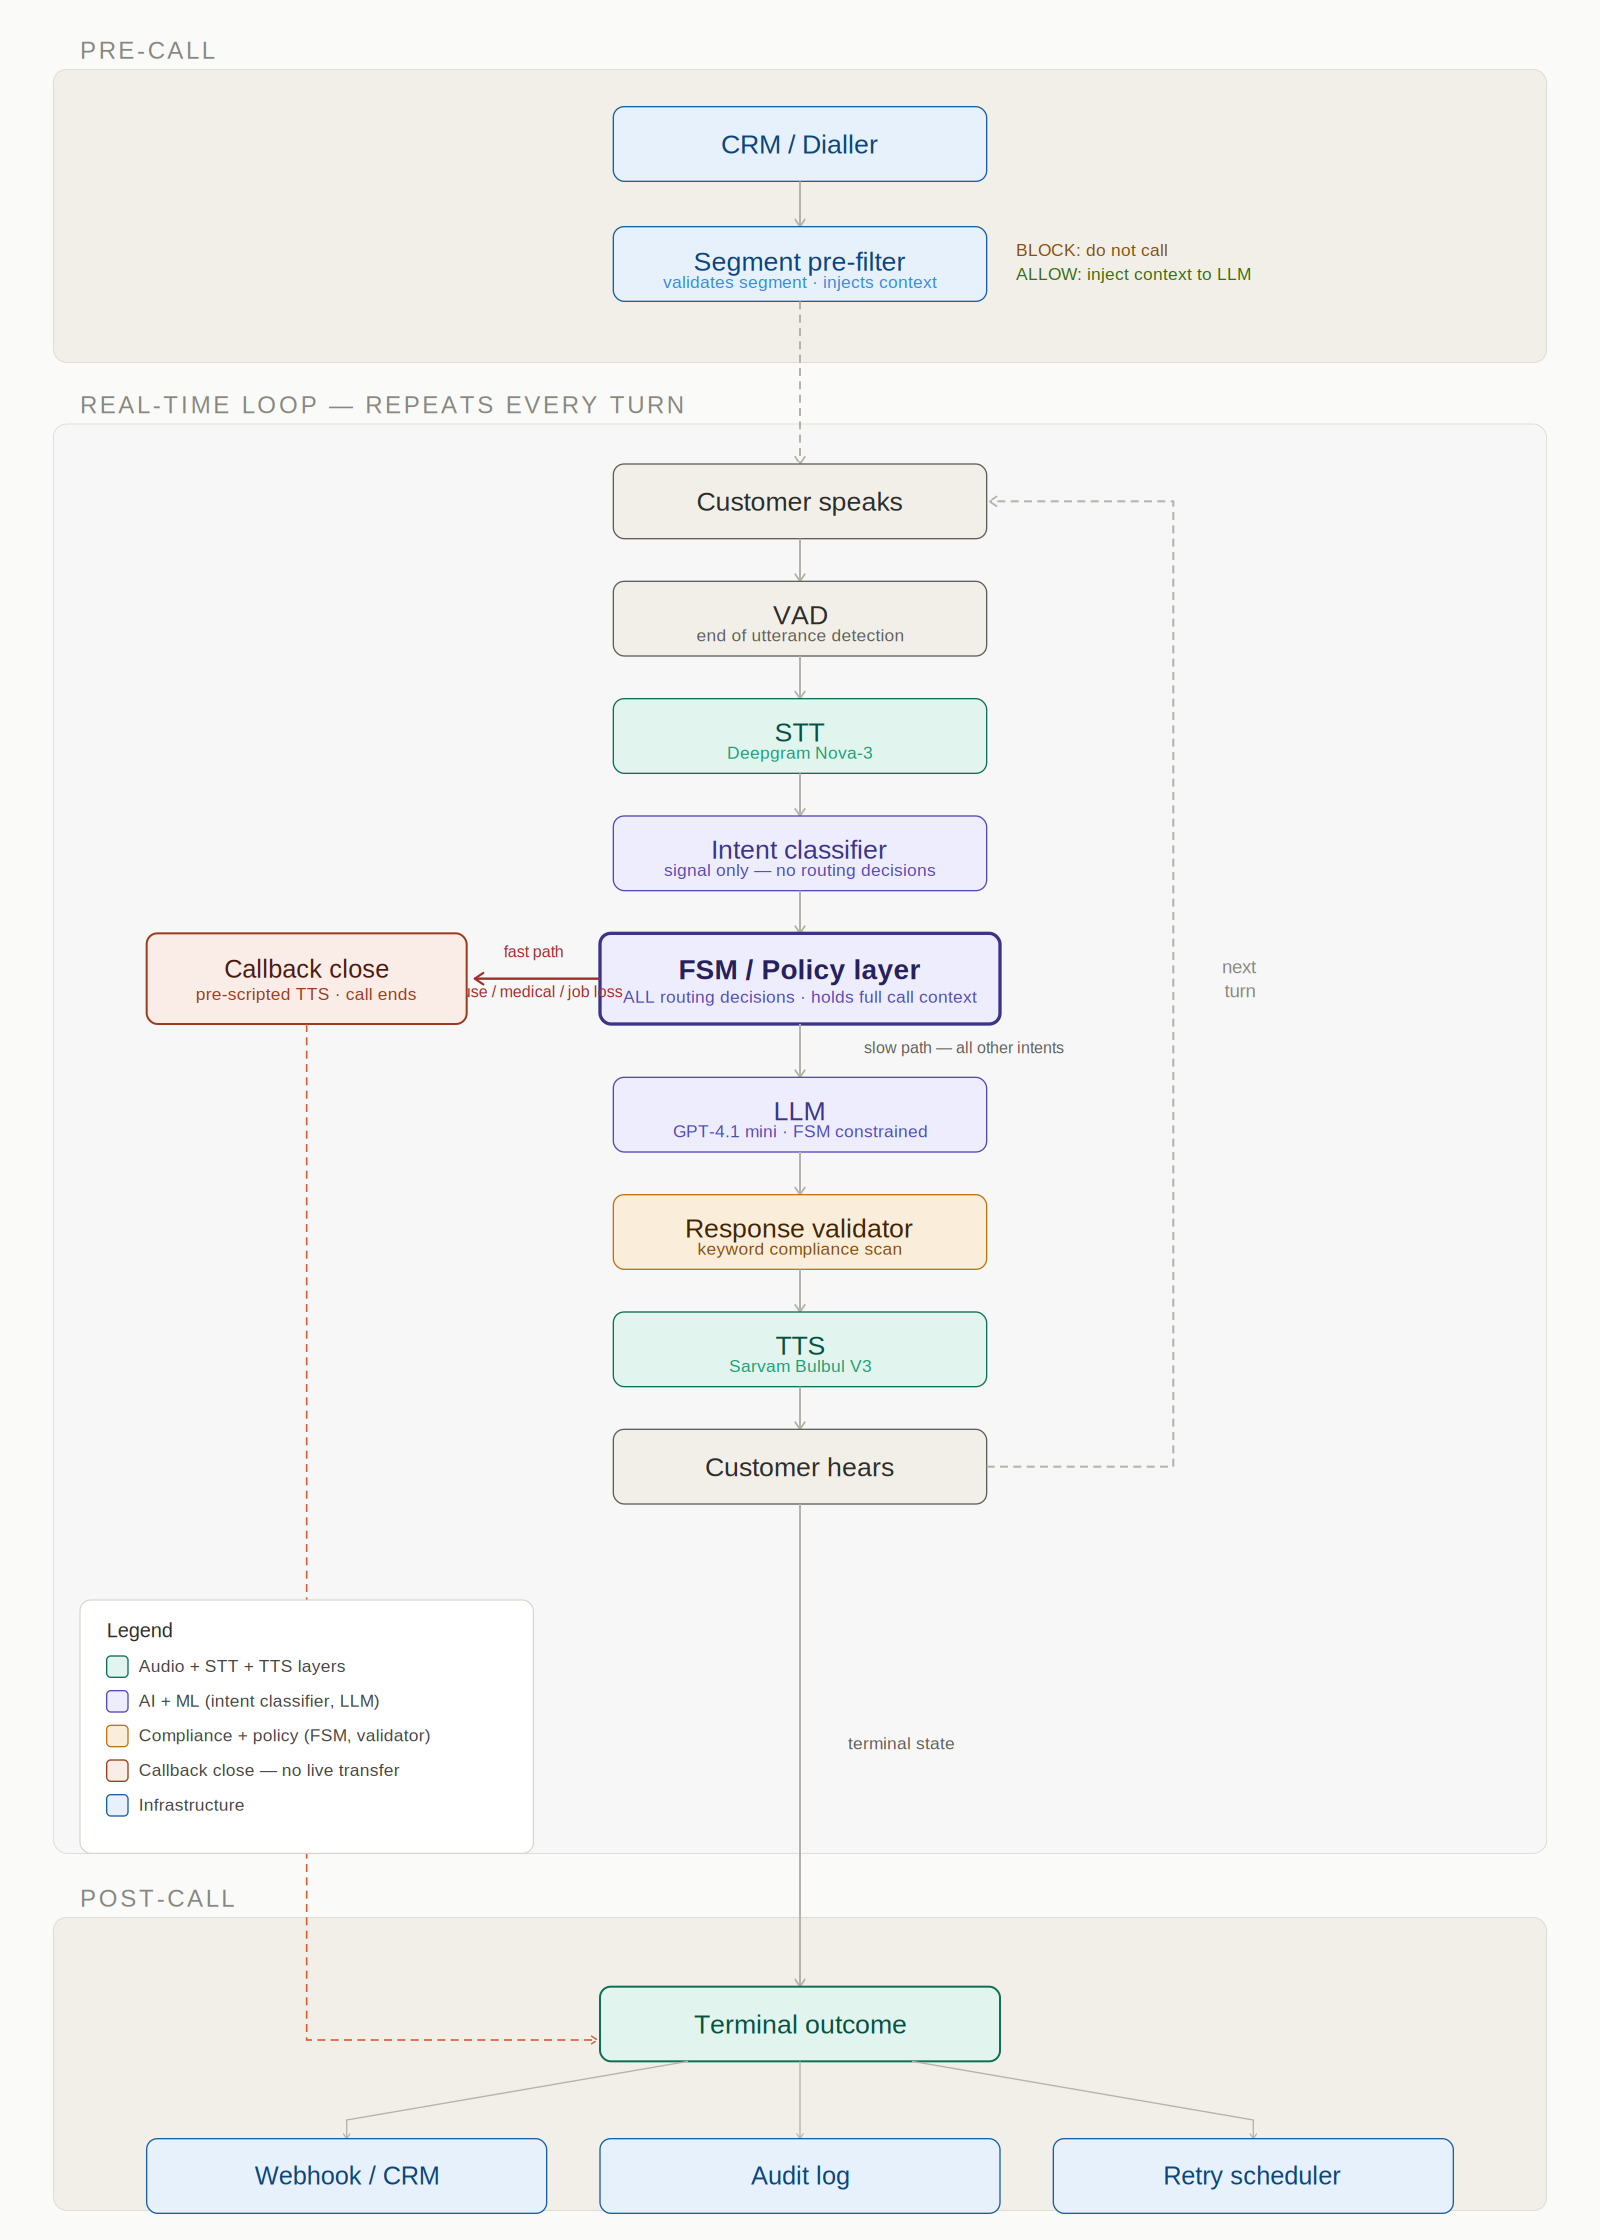 PRE-CALL
CRM / Dialler
Segment pre-filter
validates segment · injects context
BLOCK: do not call
ALLOW: inject context to LLM
REAL-TIME LOOP — REPEATS EVERY TURN
Customer speaks
VAD
end of utterance detection
STT
Deepgram Nova-3
Intent classifier
signal only — no routing decisions
Callback close
pre-scripted TTS · call ends
fast path
/ medical / job loss
FSM / Policy layer
ALL routing decisions · holds full call context
next
turn
slow path — all other intents
LLM
GPT-4.1 mini · FSM constrained
Response validator
keyword compliance scan
TTS
Sarvam Bulbul V3
Customer hears
Legend
Audio + STT + TTS layers
AI + ML (intent classifier, LLM)
Compliance + policy (FSM, validator)
Callback close — no live transfer
Infrastructure
terminal state
POST-CALL
Terminal outcome
Webhook / CRM
Audit log
Retry scheduler